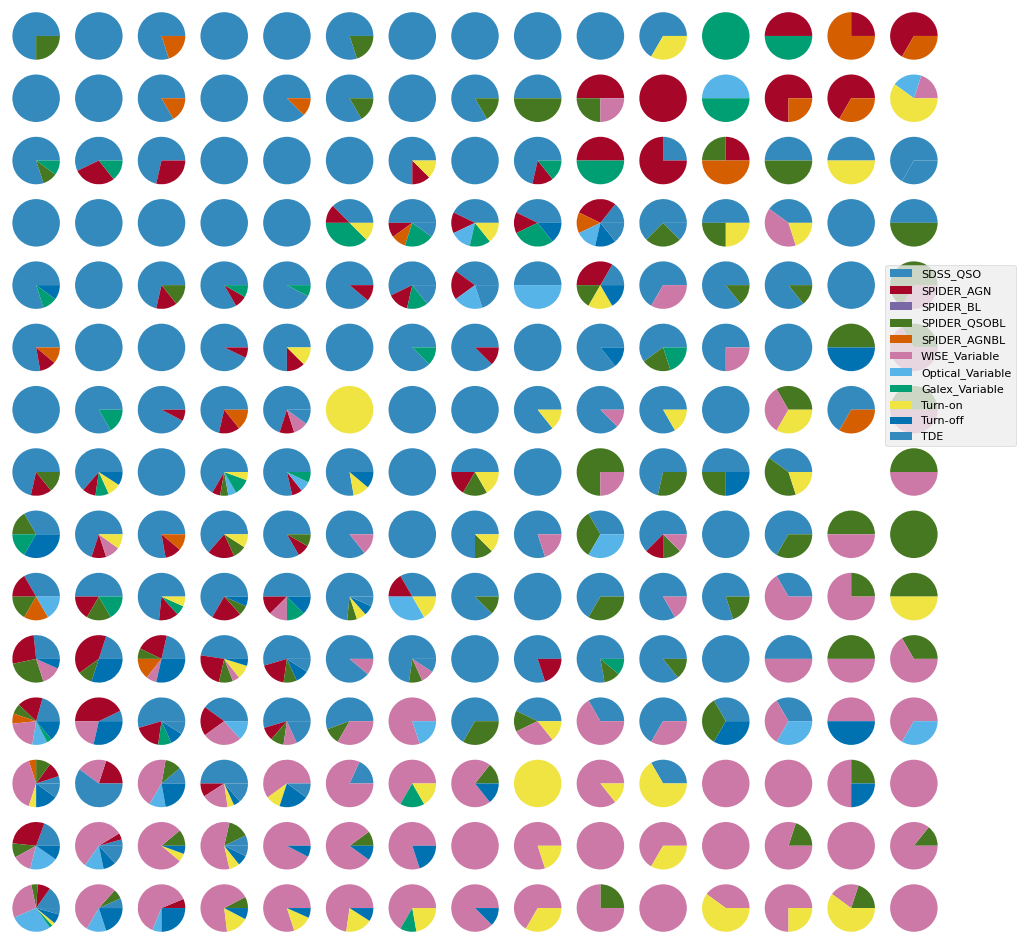 SDSS_QSO
SPIDER_AGN
SPIDER_BL
SPIDER_QSOBL
SPIDER_AGNBL
WISE_Variable
Optical_Variable
Galex_Variable
Turn-on
Turn-off
TDE